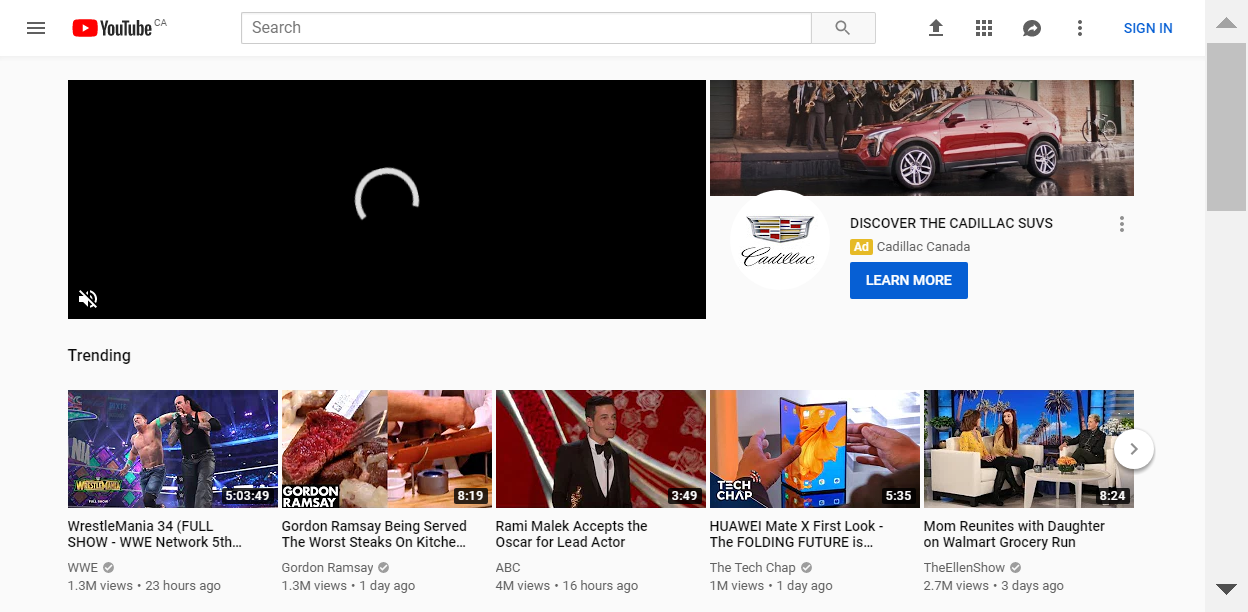 YouTube CA
Search
SIGN IN
DISCOVER THE CADILLAC SUVS
Ad Cadillac Canada
Cadillac
LEARN MORE
Trending
WRESTLEMANIA
FULL SHOW
5:03:49
GORDON
RAMSAY
8:19
3:49
TECH
CHAP
5:35
8:24
WrestleMania 34 (FULL
SHOW - WWE Network 5th...
WWE
1.3M views • 23 hours ago
Gordon Ramsay Being Served
The Worst Steaks On Kitche...
Gordon Ramsay
1.3M views • 1 day ago
Rami Malek Accepts the
Oscar for Lead Actor
ABC
4M views • 16 hours ago
HUAWEI Mate X First Look -
The FOLDING FUTURE is...
The Tech Chap
1M views • 1 day ago
Mom Reunites with Daughter
on Walmart Grocery Run
TheEllenShow
2.7M views • 3 days ago